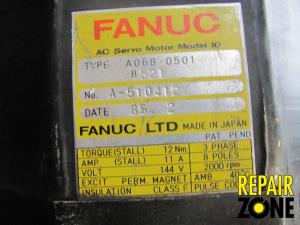 FANUC
AC Servo Motor Model 10
TYPE A06B-0501
-B521
No. A-510412
DATE 85.2
FANUC LTD MADE IN JAPAN
PAT. PEND
TORQUE(STALL) 12 Nm 3 PHASE
AMP (STALL) 11 A 8 POLES
VOLT 144 V 2000 rpm
EXCIT PERM. MAGNET AMB. 40°C
INSULATION CLASS F PULSE CODER
REPAIR
ZONE